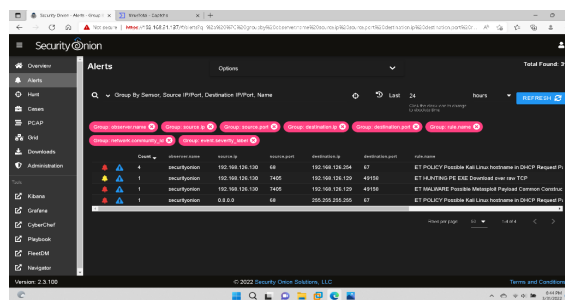 Security Onion
Alerts
Options
Total Found: 3
Overview
Alerts
Hunt
Cases
PCAP
Grid
Downloads
Administration
Tools
Kibana
Grafana
CyberChef
Playbook
FleetDM
Navigator
Group By Sensor, Source IP/Port, Destination IP/Port, Name
Last 24 hours
REFRESH
Group: observer.name Group: source.ip Group: source.port Group: destination.ip Group: destination.port Group: rule.name
Group: network.community_id Group: event.severity_label
Count observer.name source.ip source.port destination.ip destination.port rule.name
4 securityonion 192.168.126.130 68 192.168.126.254 67 ET POLICY Possible Kali Linux hostname in DHCP Request Pa
1 securityonion 192.168.126.130 7405 192.168.126.129 49158 ET HUNTING PE EXE Download over raw TCP
1 securityonion 192.168.126.130 7405 192.168.126.129 49158 ET MALWARE Possible Metasploit Payload Common Construc
1 securityonion 0.0.0.0 68 255.255.255.255 67 ET POLICY Possible Kali Linux hostname in DHCP Request Pa
Rows per page:
Version: 2.3.100
© 2022 Security Onion Solutions, LLC
Terms and Conditions